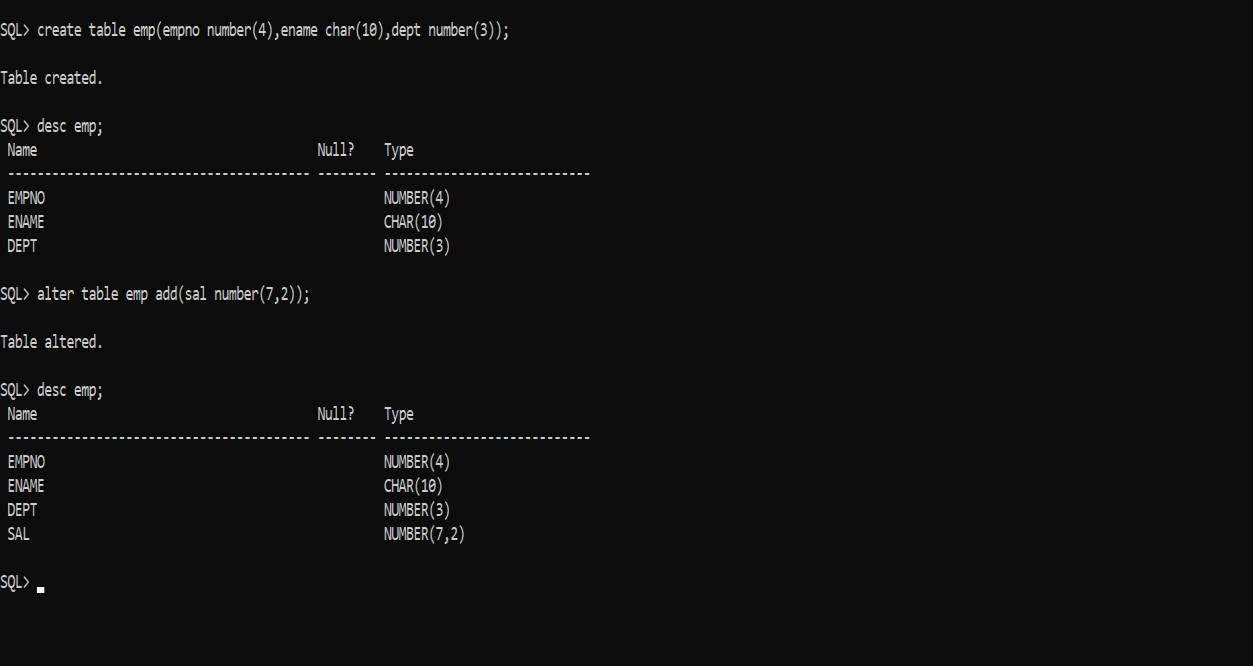 SQL> create table emp(empno number(4),ename char(10),dept number(3));
Table created.
SQL> desc emp;
Name Null? Type
----------------------------------------- -------- ----------------------------
EMPNO NUMBER(4)
ENAME CHAR(10)
DEPT NUMBER(3)
SQL> alter table emp add(sal number(7,2));
Table altered.
SQL> desc emp;
Name Null? Type
----------------------------------------- -------- ----------------------------
EMPNO NUMBER(4)
ENAME CHAR(10)
DEPT NUMBER(3)
SAL NUMBER(7,2)
SQL>